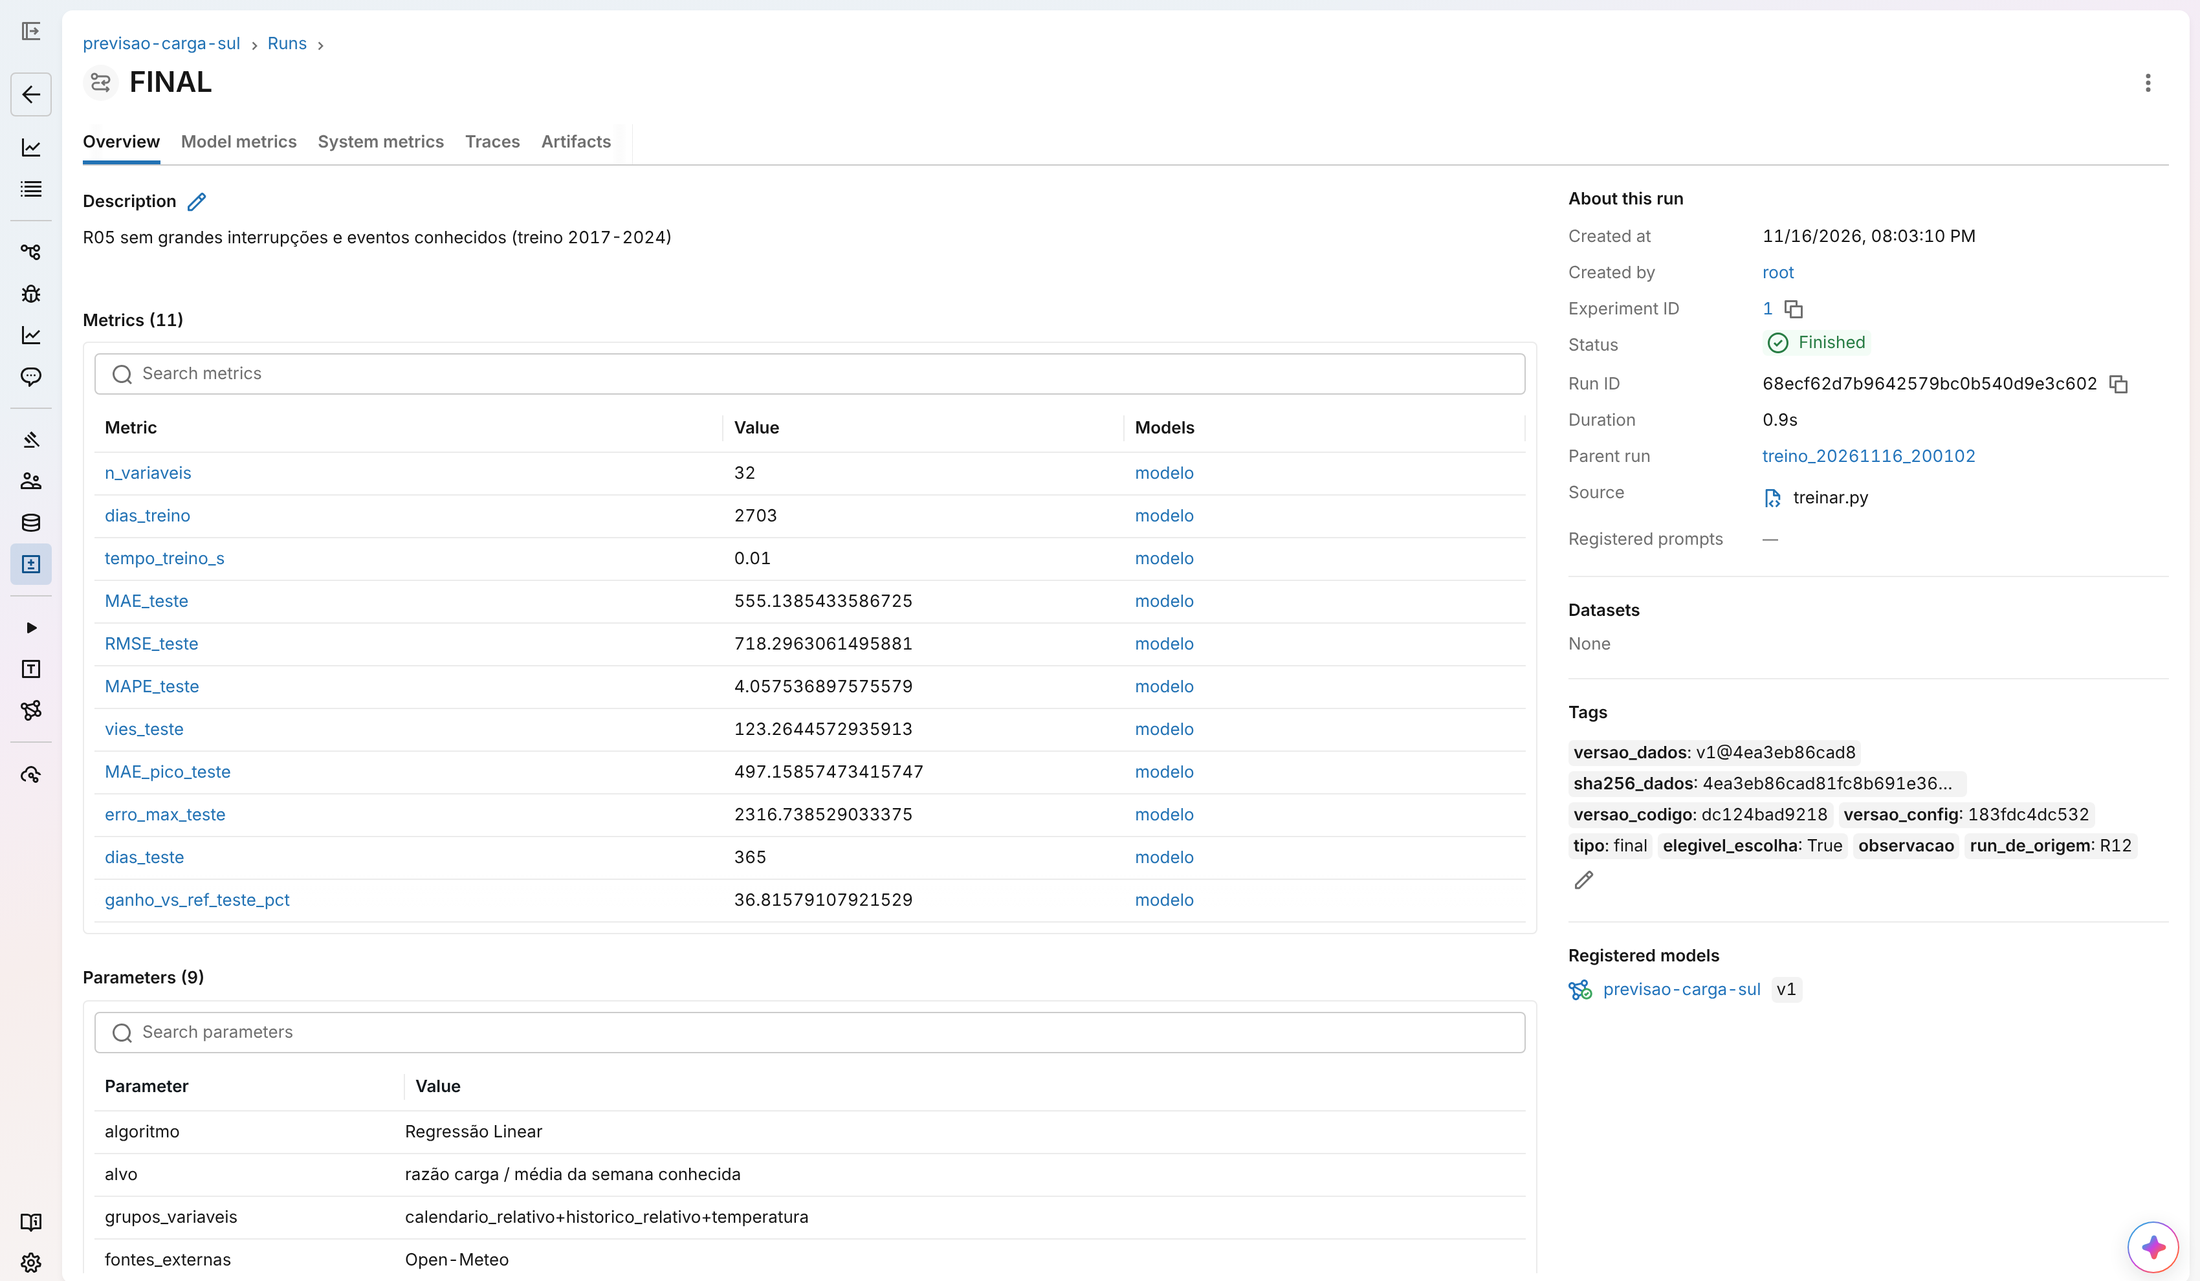 previsao-carga-sul › Runs ›
FINAL
Overview Model metrics System metrics Traces Artifacts
Description
R05 sem grandes interrupções e eventos conhecidos (treino 2017-2024)
Metrics (11)
Search metrics
Metric Value Models
n_variaveis 32 modelo
dias_treino 2703 modelo
tempo_treino_s 0.01 modelo
MAE_teste 555.1385433586725 modelo
RMSE_teste 718.2963061495881 modelo
MAPE_teste 4.057536897575579 modelo
vies_teste 123.2644572935913 modelo
MAE_pico_teste 497.15857473415747 modelo
erro_max_teste 2316.738529033375 modelo
dias_teste 365 modelo
ganho_vs_ref_teste_pct 36.81579107921529 modelo
Parameters (9)
Search parameters
Parameter Value
algoritmo Regressão Linear
alvo razão carga / média da semana conhecida
grupos_variaveis calendario_relativo+historico_relativo+temperatura
fontes_externas Open-Meteo
About this run
Created at 11/16/2026, 08:03:10 PM
Created by root
Experiment ID 1
Status Finished
Run ID 68ecf62d7b9642579bc0b540d9e3c602
Duration 0.9s
Parent run treino_20261116_200102
Source treinar.py
Registered prompts —
Datasets
None
Tags
versao_dados: v1@4ea3eb86cad8
sha256_dados: 4ea3eb86cad81fc8b691e36...
versao_codigo: dc124bad9218 versao_config: 183fdc4dc532
tipo: final elegivel_escolha: True observacao run_de_origem: R12
Registered models
previsao-carga-sul v1